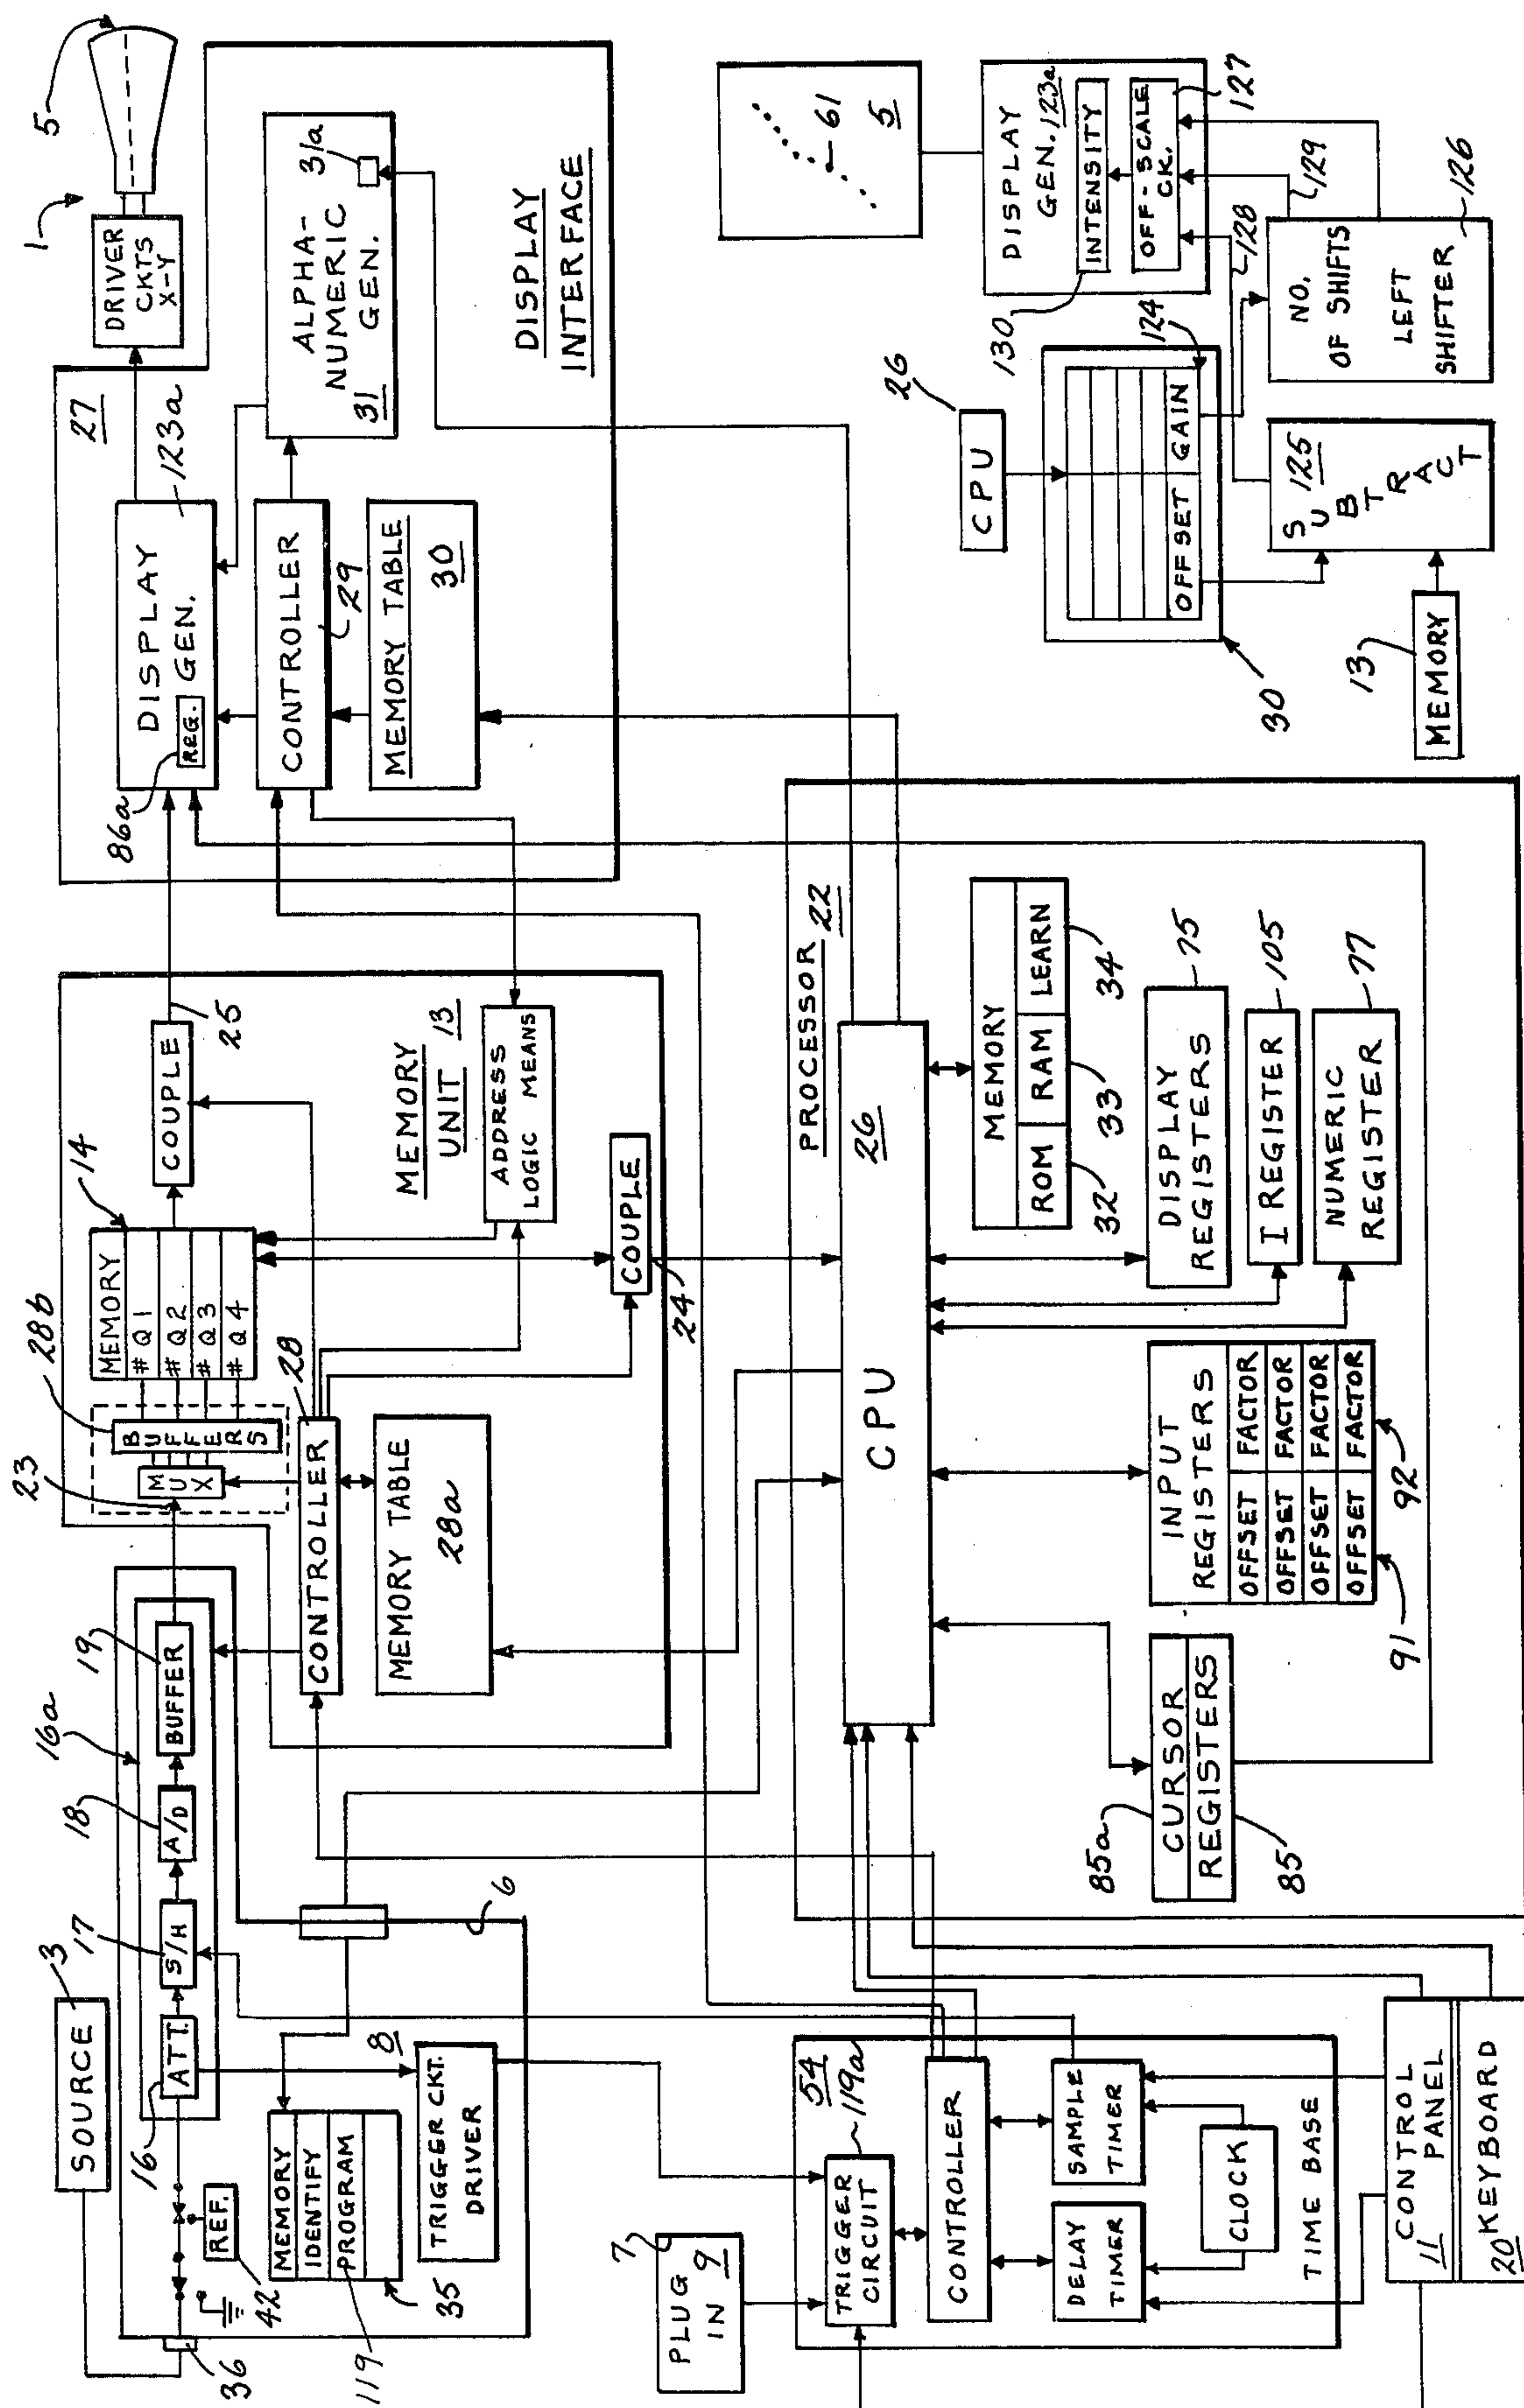 SOURCE
3
16
ATT.
17
S/H
18
A/D
16a
19
BUFFER
36
42
REF.
119
MEMORY
IDENTIFY
PROGRAM
35
8
TRIGGER CKT.
DRIVER
6
23
MUX
28b
BUFFERS
14
MEMORY
# Q1
# Q2
# Q3
# Q4
COUPLE
25
28
CONTROLLER
MEMORY TABLE
28a
MEMORY
UNIT 13
ADDRESS
LOGIC MEANS
COUPLE
24
27
86a
DISPLAY
REG. GEN.
123a
CONTROLLER
29
MEMORY TABLE
30
ALPHA-
NUMERIC
GEN.
31
31a
DISPLAY
INTERFACE
1
DRIVER
CKTS
X-Y
5
7
PLUG
IN 9
54
119a
TRIGGER
CIRCUIT
CONTROLLER
DELAY
TIMER
SAMPLE
TIMER
CLOCK
TIME BASE
CONTROL
11 PANEL
20 KEYBOARD
PROCESSOR
22
CPU 26
85a
CURSOR
REGISTERS
85
INPUT
REGISTERS
OFFSET FACTOR
OFFSET FACTOR
OFFSET FACTOR
OFFSET FACTOR
91
92
MEMORY
ROM RAM LEARN
32
33
34
DISPLAY
REGISTERS
75
I REGISTER
105
NUMERIC
REGISTER
77
CPU
26
30
OFFSET GAIN
124
13
MEMORY
SUBTRACT
125
128
NO.
OF SHIFTS
LEFT
SHIFTER
126
129
130
DISPLAY
GEN. 123a
INTENSITY
OFF-SCALE
CK.
127
61
5